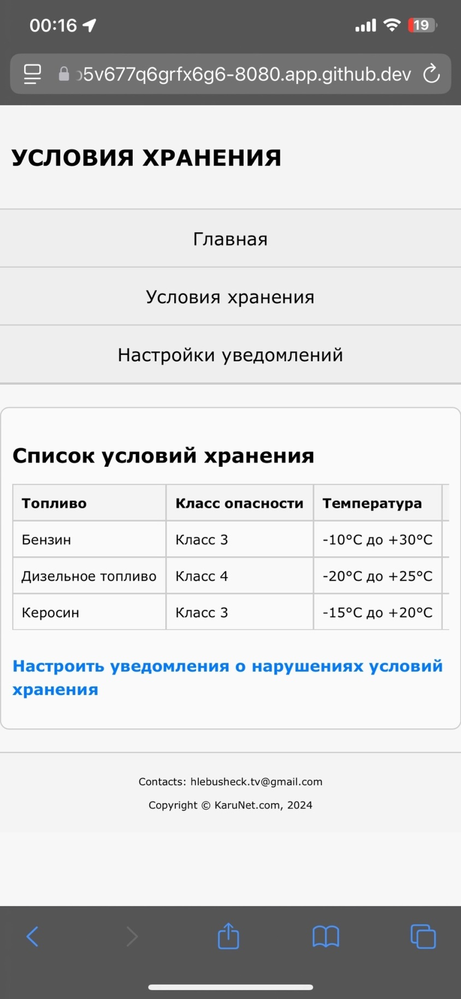 00:16
19
5v677q6grfx6g6-8080.app.github.dev
УСЛОВИЯ ХРАНЕНИЯ
Главная
Условия хранения
Настройки уведомлений
Список условий хранения
Топливо Класс опасности Температура
Бензин Класс 3 -10°C до +30°C
Дизельное топливо Класс 4 -20°C до +25°C
Керосин Класс 3 -15°C до +20°C
Настроить уведомления о нарушениях условий
хранения
Contacts: hlebusheck.tv@gmail.com
Copyright © KaruNet.com, 2024